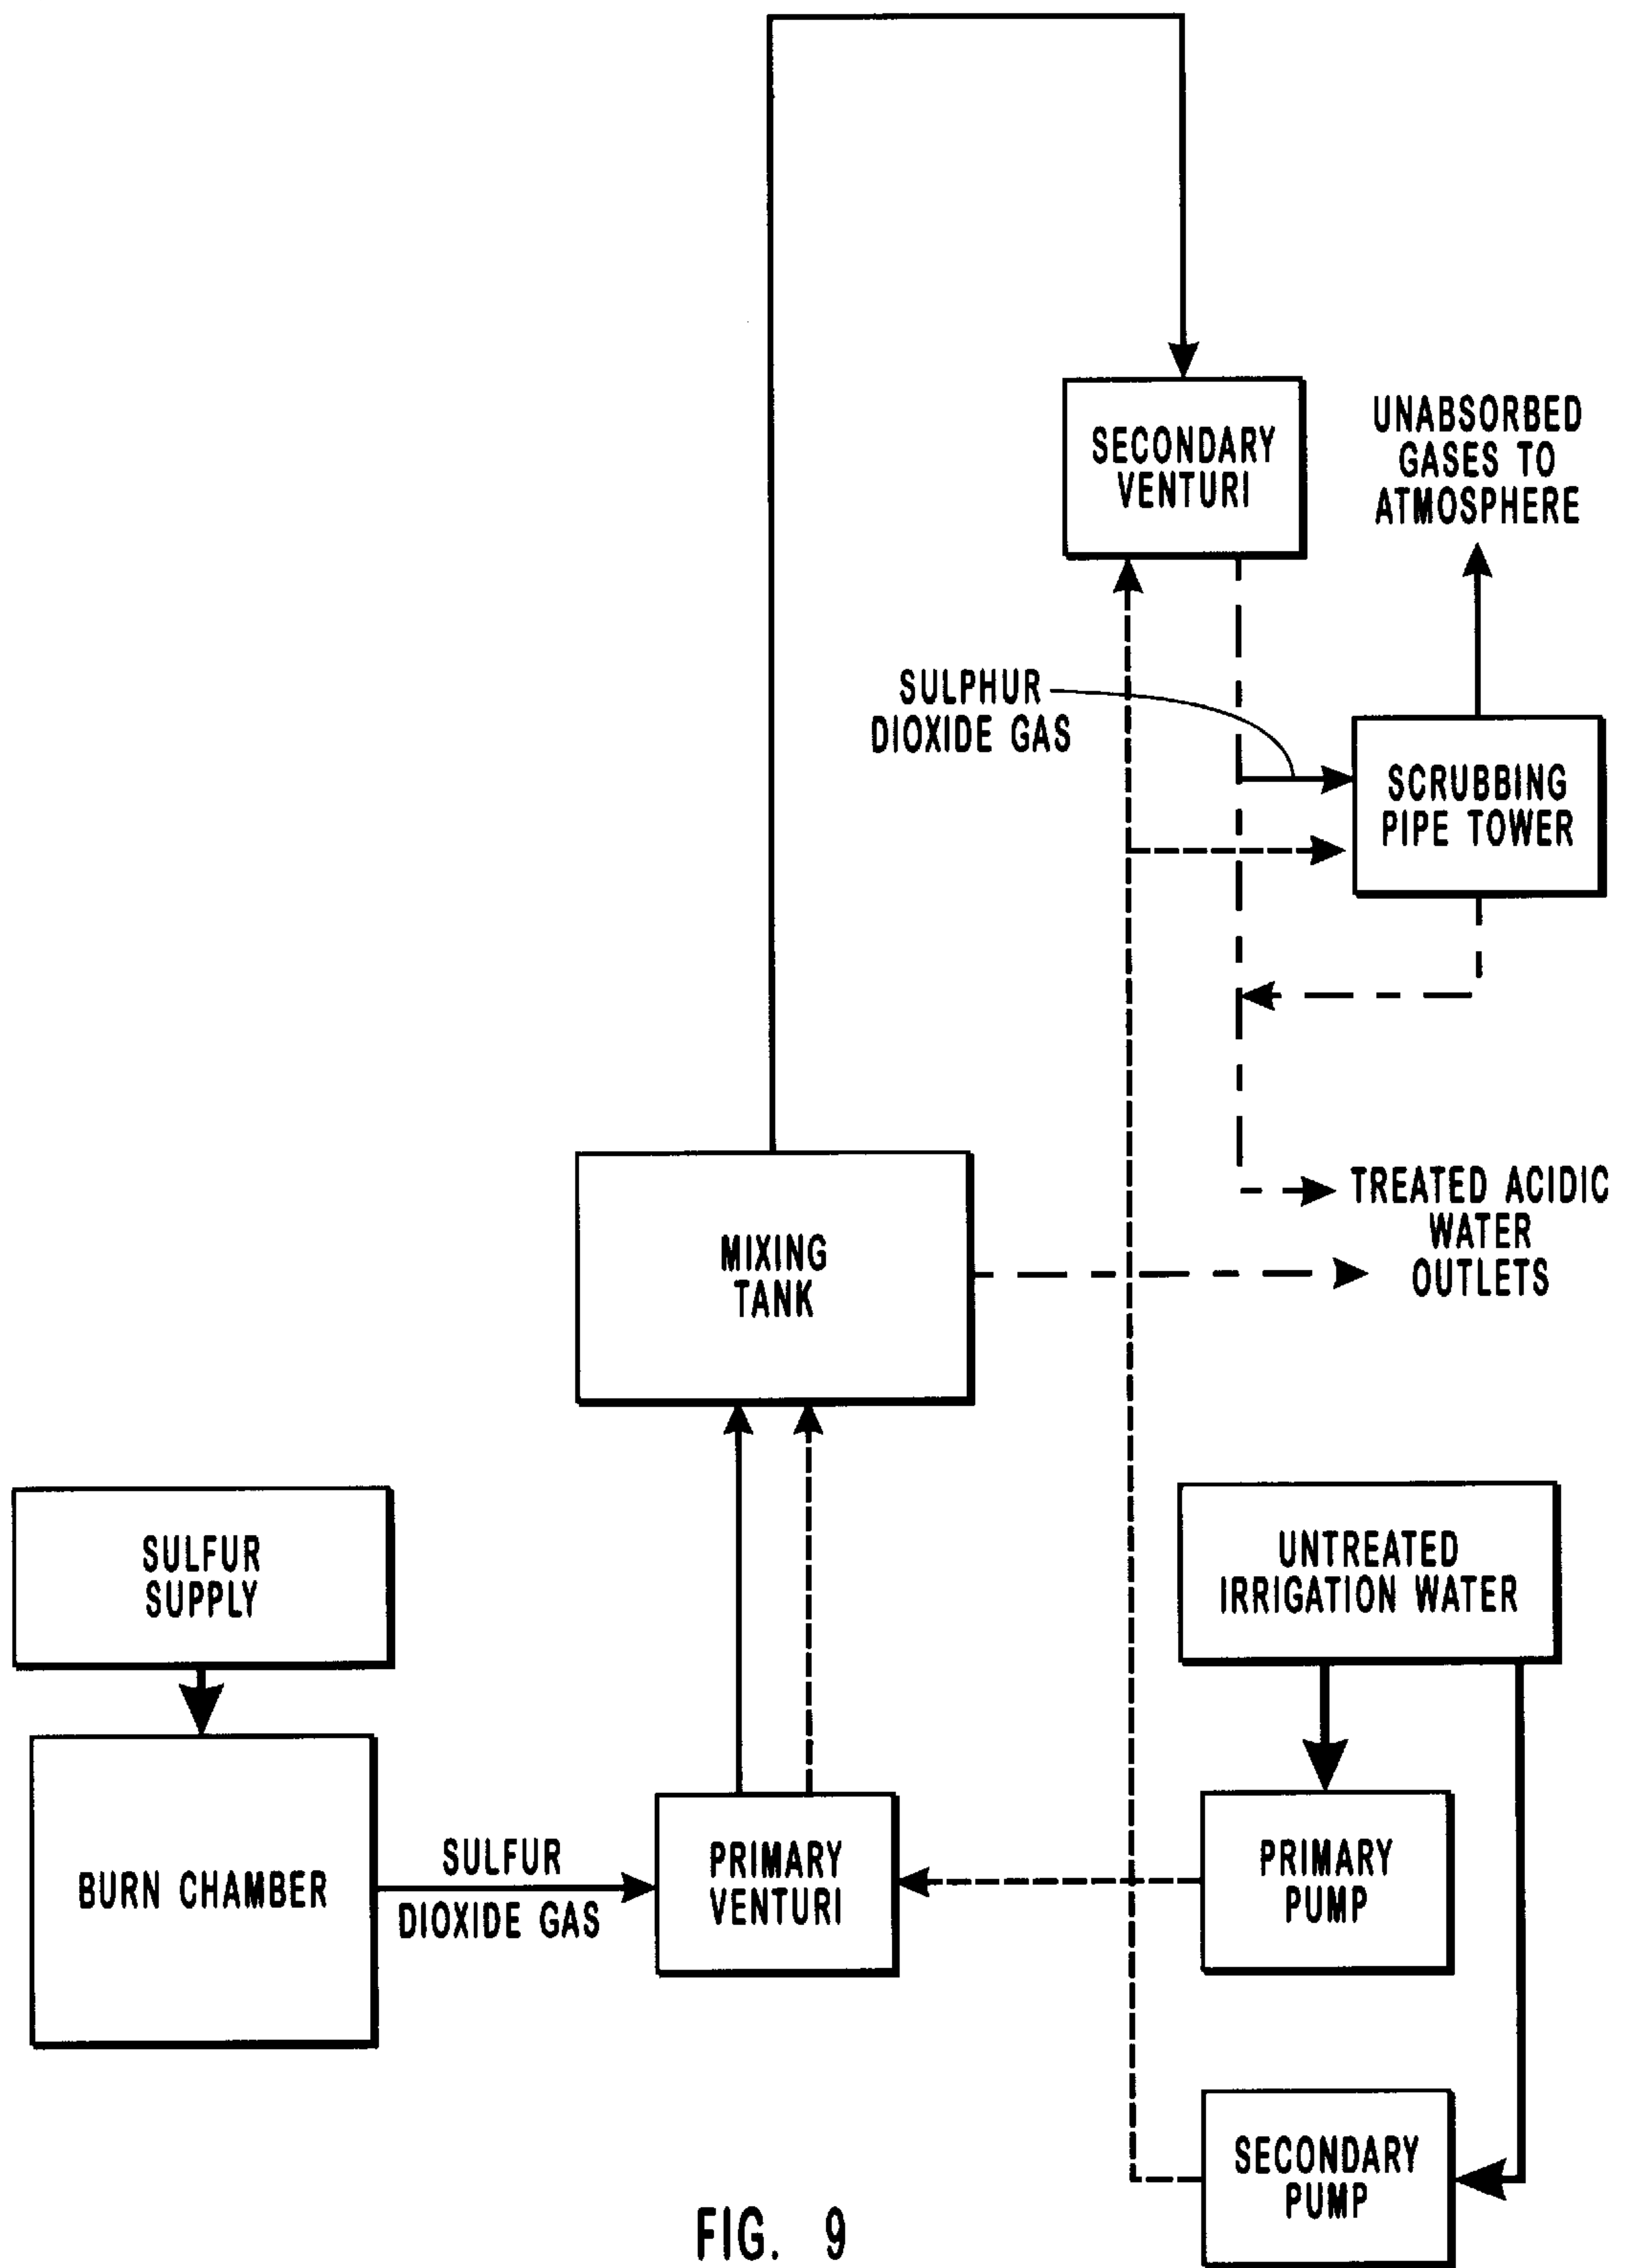 SECONDARY
VENTURI
UNABSORBED
GASES TO
ATMOSPHERE
SULPHUR
DIOXIDE GAS
SCRUBBING
PIPE TOWER
MIXING
TANK
TREATED ACIDIC
WATER
OUTLETS
SULFUR
SUPPLY
UNTREATED
IRRIGATION WATER
BURN CHAMBER
SULFUR
DIOXIDE GAS
PRIMARY
VENTURI
PRIMARY
PUMP
SECONDARY
PUMP
FIG. 9